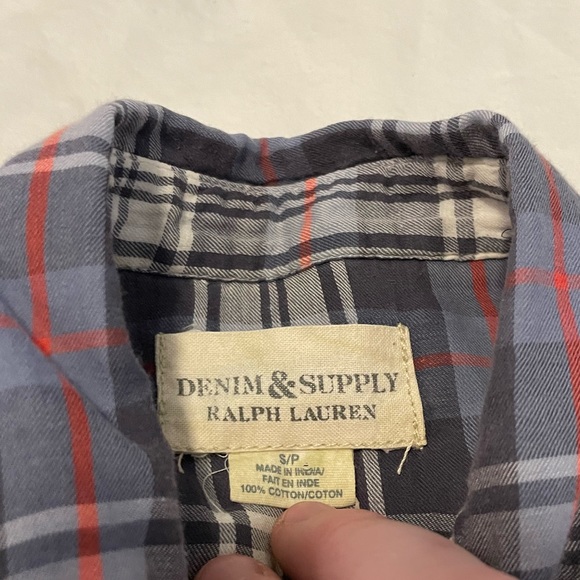 DENIM & SUPPLY
RALPH LAUREN
S/P
MADE IN INDIA/
FAIT EN INDE
100% COTTON/COTON